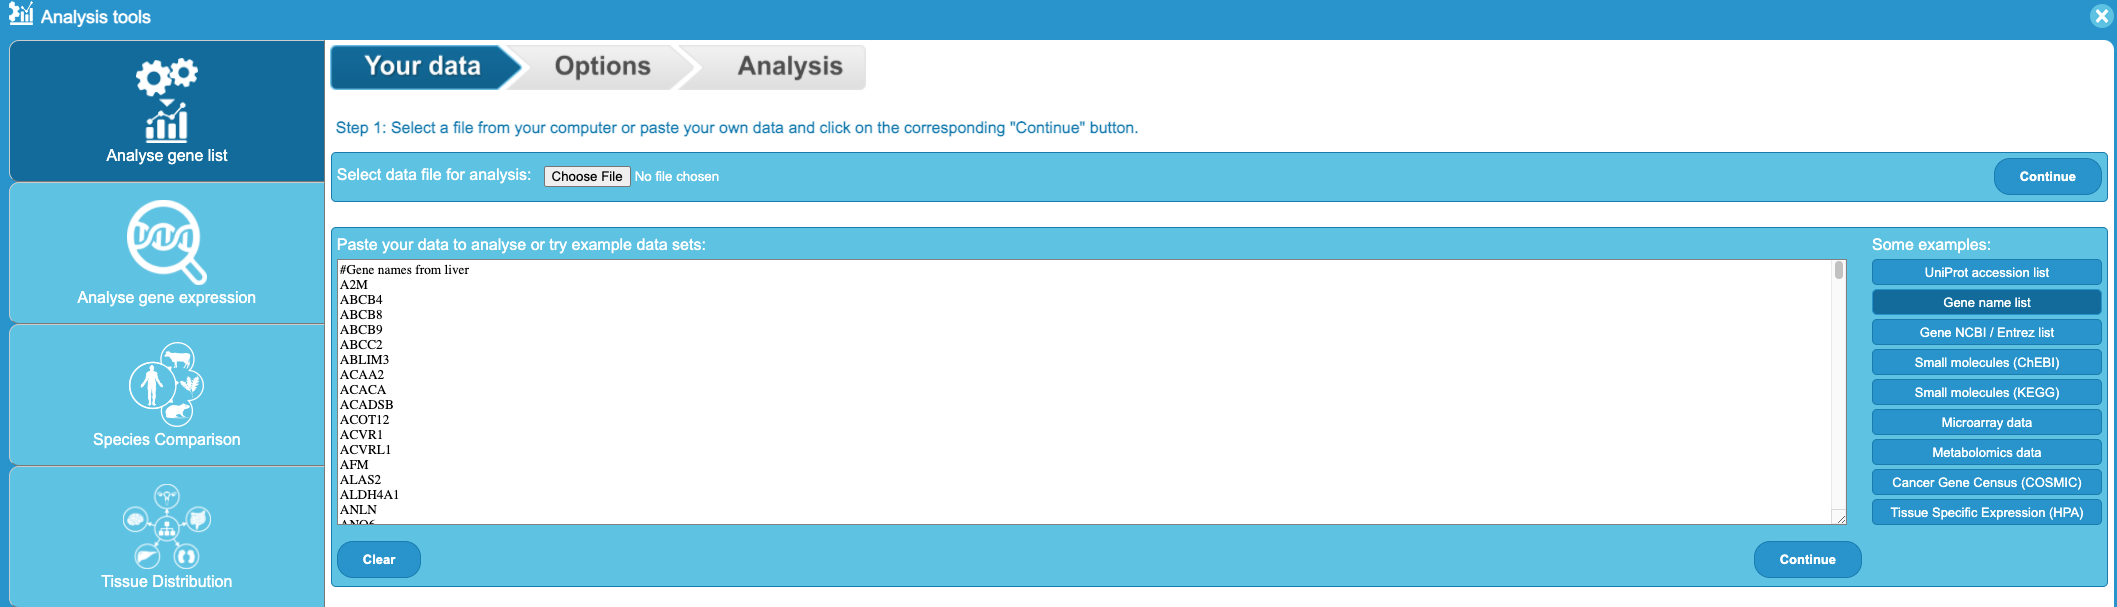 Analysis tools
Analyse gene list
Analyse gene expression
Species Comparison
Tissue Distribution
Your data
Options
Analysis
Step 1: Select a file from your computer or paste your own data and click on the corresponding "Continue" button.
Select data file for analysis:
Choose File
No file chosen
Continue
Paste your data to analyse or try example data sets:
#Gene names from liver
A2M
ABCB4
ABCB8
ABCB9
ABCC2
ABLIM3
ACAA2
ACACA
ACADSB
ACOT12
ACVR1
ACVRL1
AFM
ALAS2
ALDH4A1
ANLN
Clear
Continue
Some examples:
UniProt accession list
Gene name list
Gene NCBI / Entrez list
Small molecules (ChEBI)
Small molecules (KEGG)
Microarray data
Metabolomics data
Cancer Gene Census (COSMIC)
Tissue Specific Expression (HPA)